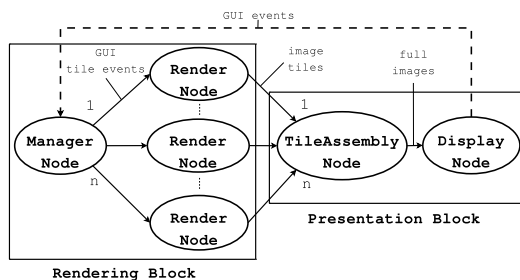 GUI events
GUI
tile events
Render
Node
image
tiles
full
images
1
1
Manager
Node
Render
Node
TileAssembly
Node
Display
Node
n
n
Render
Node
Presentation Block
Rendering Block